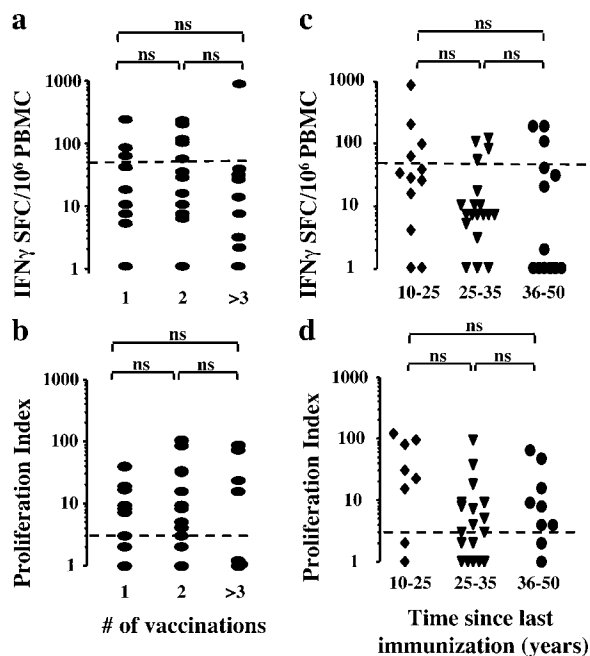 a
ns
ns
ns
1000
100
10
1
IFNγ SFC/10⁶ PBMC
1
2
>3
b
ns
ns
ns
1000
100
10
1
Proliferation Index
1
2
>3
# of vaccinations
c
ns
ns
ns
1000
100
10
1
IFNγ SFC/10⁶ PBMC
10-25
25-35
36-50
d
ns
ns
ns
1000
100
10
1
Proliferation Index
10-25
25-35
36-50
Time since last
immunization (years)